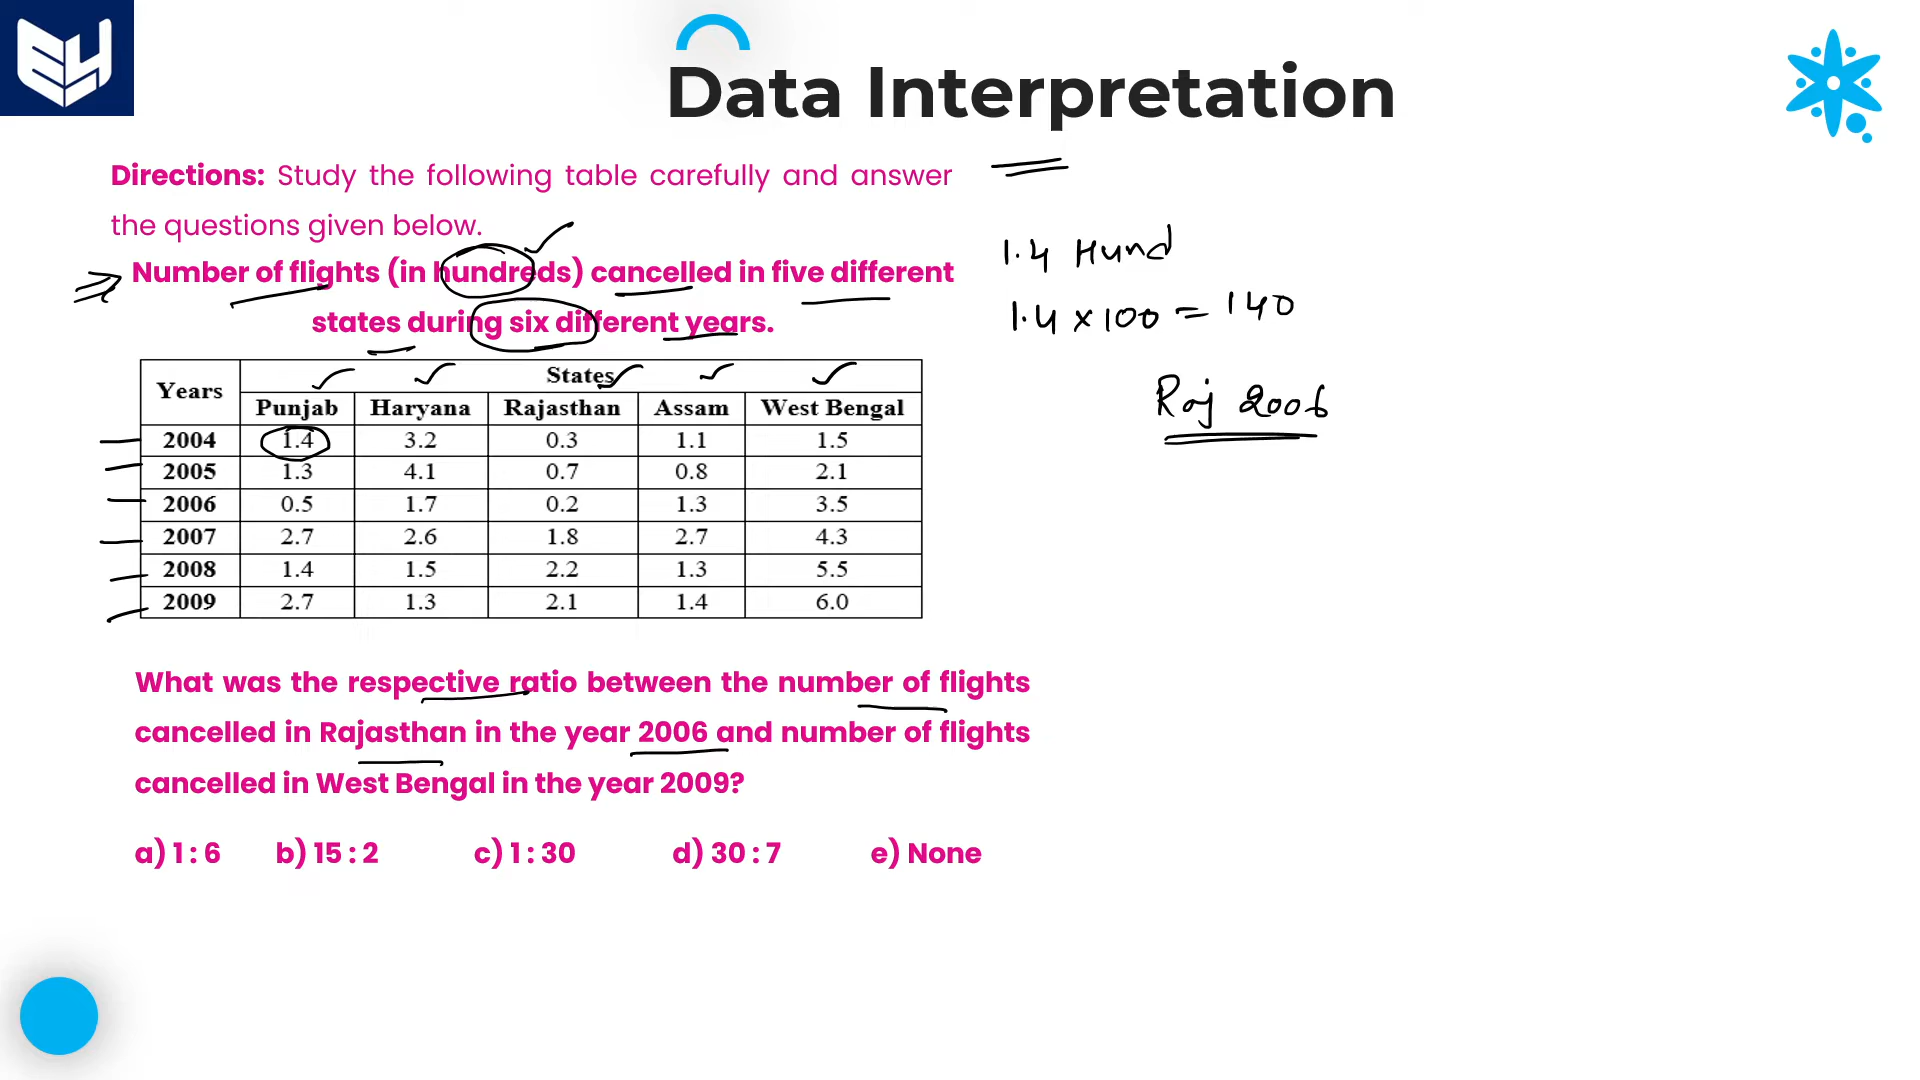 Data Interpretation
Directions: Study the following table carefully and answer
the questions given below.
Number of flights (in hundreds) cancelled in five different
states during six different years.
1.4 Hund
1.4 x 100 = 140
Raj 2006
Years States
Punjab Haryana Rajasthan Assam West Bengal
2004 1.4 3.2 0.3 1.1 1.5
2005 1.3 4.1 0.7 0.8 2.1
2006 0.5 1.7 0.2 1.3 3.5
2007 2.7 2.6 1.8 2.7 4.3
2008 1.4 1.5 2.2 1.3 5.5
2009 2.7 1.3 2.1 1.4 6.0
What was the respective ratio between the number of flights
cancelled in Rajasthan in the year 2006 and number of flights
cancelled in West Bengal in the year 2009?
a) 1 : 6 b) 15 : 2 c) 1 : 30 d) 30 : 7 e) None